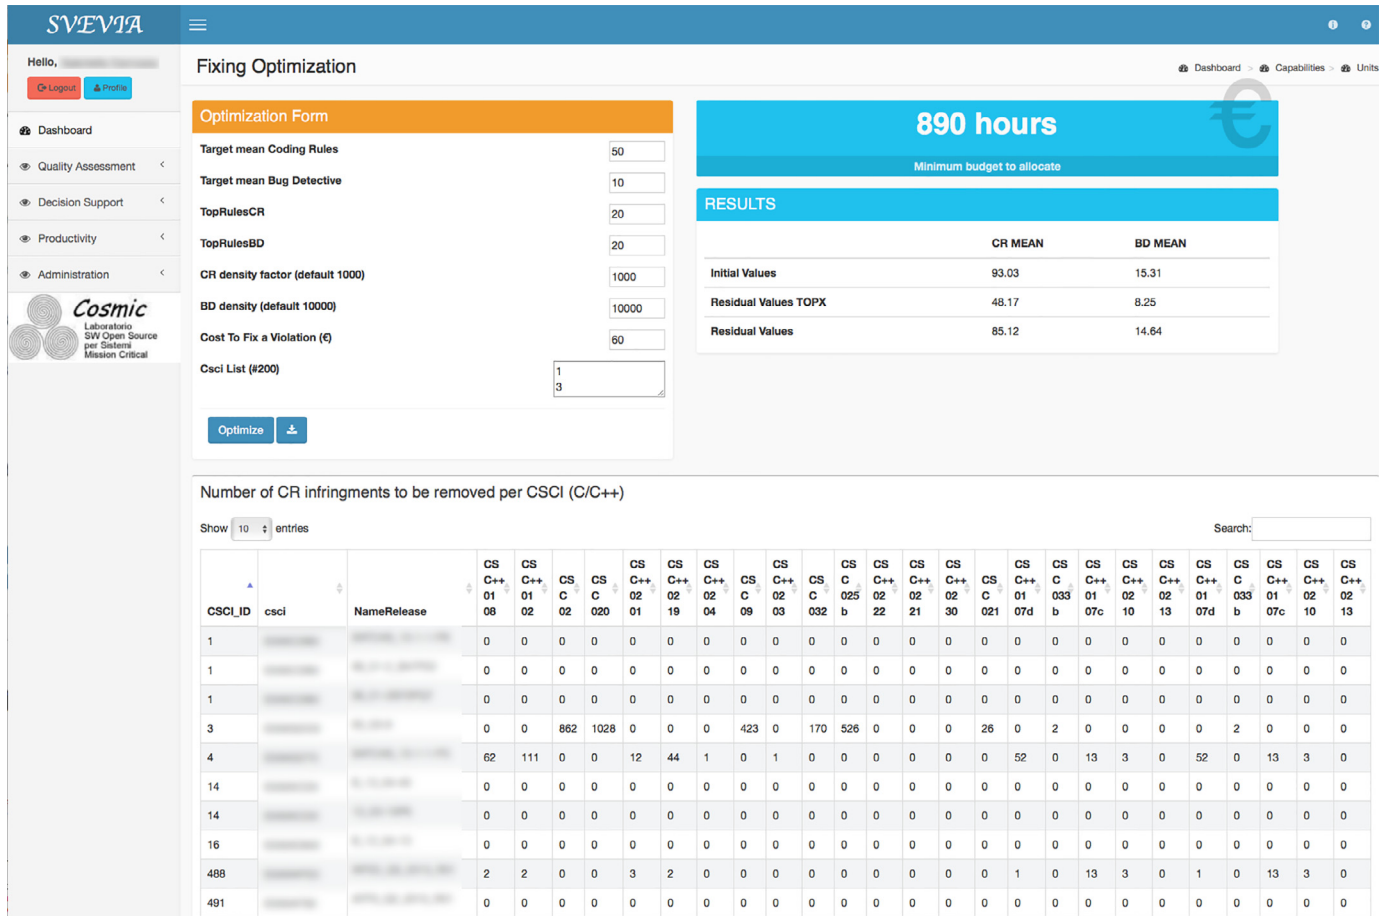 SVEVIA
Hello,
Logout Profile
Dashboard
Quality Assessment
Decision Support
Productivity
Administration
Cosmic
Laboratorio
SW Open Source
per Sistemi
Mission Critical
Fixing Optimization
Dashboard > Capabilities > Units
Optimization Form
Target mean Coding Rules 50
Target mean Bug Detective 10
TopRulesCR 20
TopRulesBD 20
CR density factor (default 1000) 1000
BD density (default 10000) 10000
Cost To Fix a Violation (€) 60
Csci List (#200) 1
3
Optimize
€
890 hours
Minimum budget to allocate
RESULTS
CR MEAN BD MEAN
Initial Values 93.03 15.31
Residual Values TOPX 48.17 8.25
Residual Values 85.12 14.64
Number of CR infringments to be removed per CSCI (C/C++)
Show 10 entries Search:
CSCI_ID csci NameRelease CS C++ 01 08 CS C++ 01 02 CS C 02 CS C 020 CS C++ 02 01 CS C++ 02 19 CS C++ 02 04 CS C 09 CS C++ 02 03 CS C 032 CS C 025 b CS C++ 02 22 CS C++ 02 21 CS C++ 02 30 CS C 021 CS C++ 01 07d CS C 033 b CS C++ 01 07c CS C++ 02 10 CS C++ 02 13 CS C++ 01 07d CS C 033 b CS C++ 01 07c CS C++ 02 10 CS C++ 02 13
1 0 0 0 0 0 0 0 0 0 0 0 0 0 0 0 0 0 0 0 0 0 0 0 0 0
1 0 0 0 0 0 0 0 0 0 0 0 0 0 0 0 0 0 0 0 0 0 0 0 0 0
1 0 0 0 0 0 0 0 0 0 0 0 0 0 0 0 0 0 0 0 0 0 0 0 0 0
3 0 0 862 1028 0 0 0 423 0 170 526 0 0 0 26 0 2 0 0 0 0 2 0 0 0
4 62 111 0 0 12 44 1 0 1 0 0 0 0 0 0 52 0 13 3 0 52 0 13 3 0
14 0 0 0 0 0 0 0 0 0 0 0 0 0 0 0 0 0 0 0 0 0 0 0 0 0
14 0 0 0 0 0 0 0 0 0 0 0 0 0 0 0 0 0 0 0 0 0 0 0 0 0
16 0 0 0 0 0 0 0 0 0 0 0 0 0 0 0 0 0 0 0 0 0 0 0 0 0
488 2 2 0 0 3 2 0 0 0 0 0 0 0 0 0 1 0 13 3 0 1 0 13 3 0
491 0 0 0 0 0 0 0 0 0 0 0 0 0 0 0 0 0 0 0 0 0 0 0 0 0